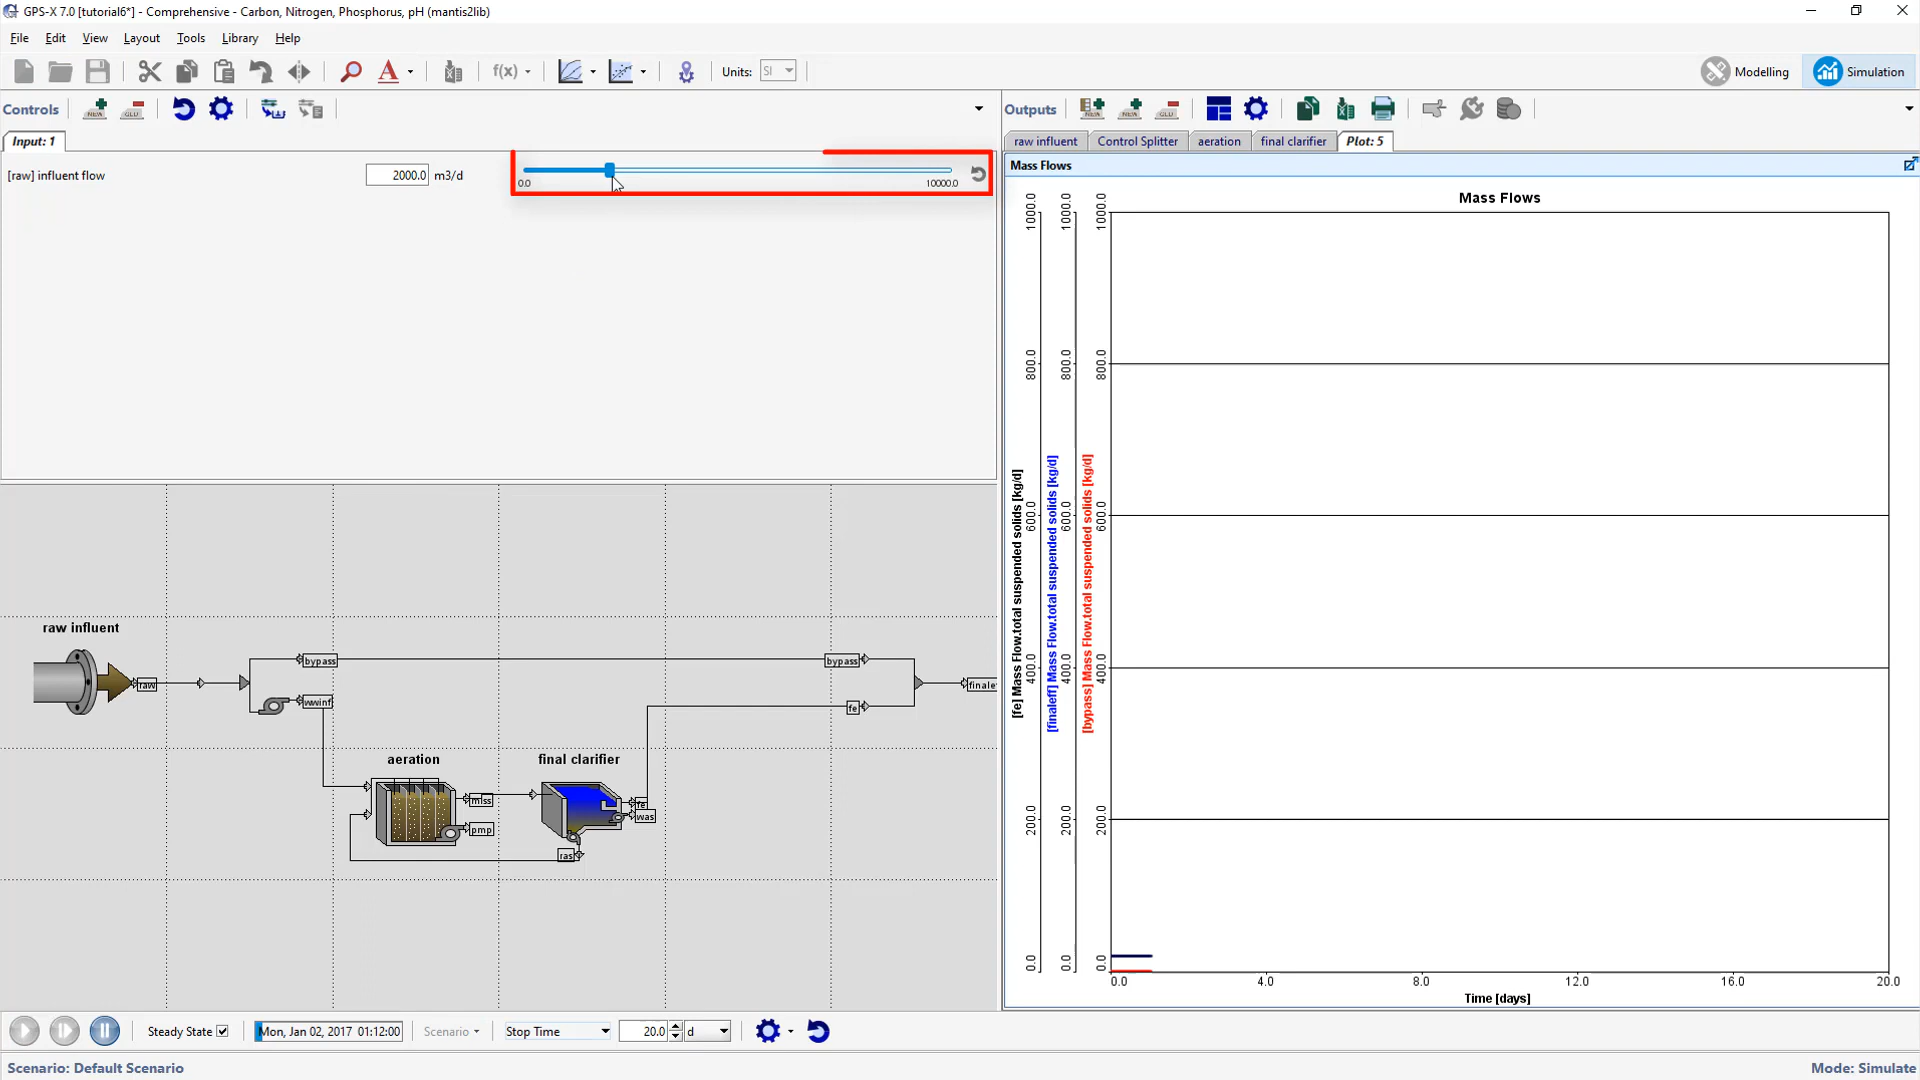 GPS-X 7.0 [tutorial6*] - Comprehensive - Carbon, Nitrogen, Phosphorus, pH (mantis2lib)
File Edit View Layout Tools Library Help
f(x) Units: SI Modelling Simulation
Controls NEW GLO
Outputs NEW NEW GLO
Input: 1
raw influent Control Splitter aeration final clarifier Plot: 5
[raw] influent flow 2000.0 m3/d 0.0 10000.0
Mass Flows
Mass Flows
1000.0 1000.0 1000.0
800.0 800.0 800.0
600.0 600.0 600.0
400.0 400.0 400.0
200.0 200.0 200.0
0.0 0.0 0.0
[fe] Mass Flow.total suspended solids [kg/d]
[finaleff] Mass Flow.total suspended solids [kg/d]
[bypass] Mass Flow.total suspended solids [kg/d]
0.0 4.0 8.0 12.0 16.0 20.0
Time [days]
raw influent
raw
bypass
wwinf
bypass
fe
finale
aeration
final clarifier
mlss
pmp
fe
was
ras
Steady State Mon, Jan 02, 2017 01:12:00 Scenario Stop Time 20.0 d
Scenario: Default Scenario Mode: Simulate